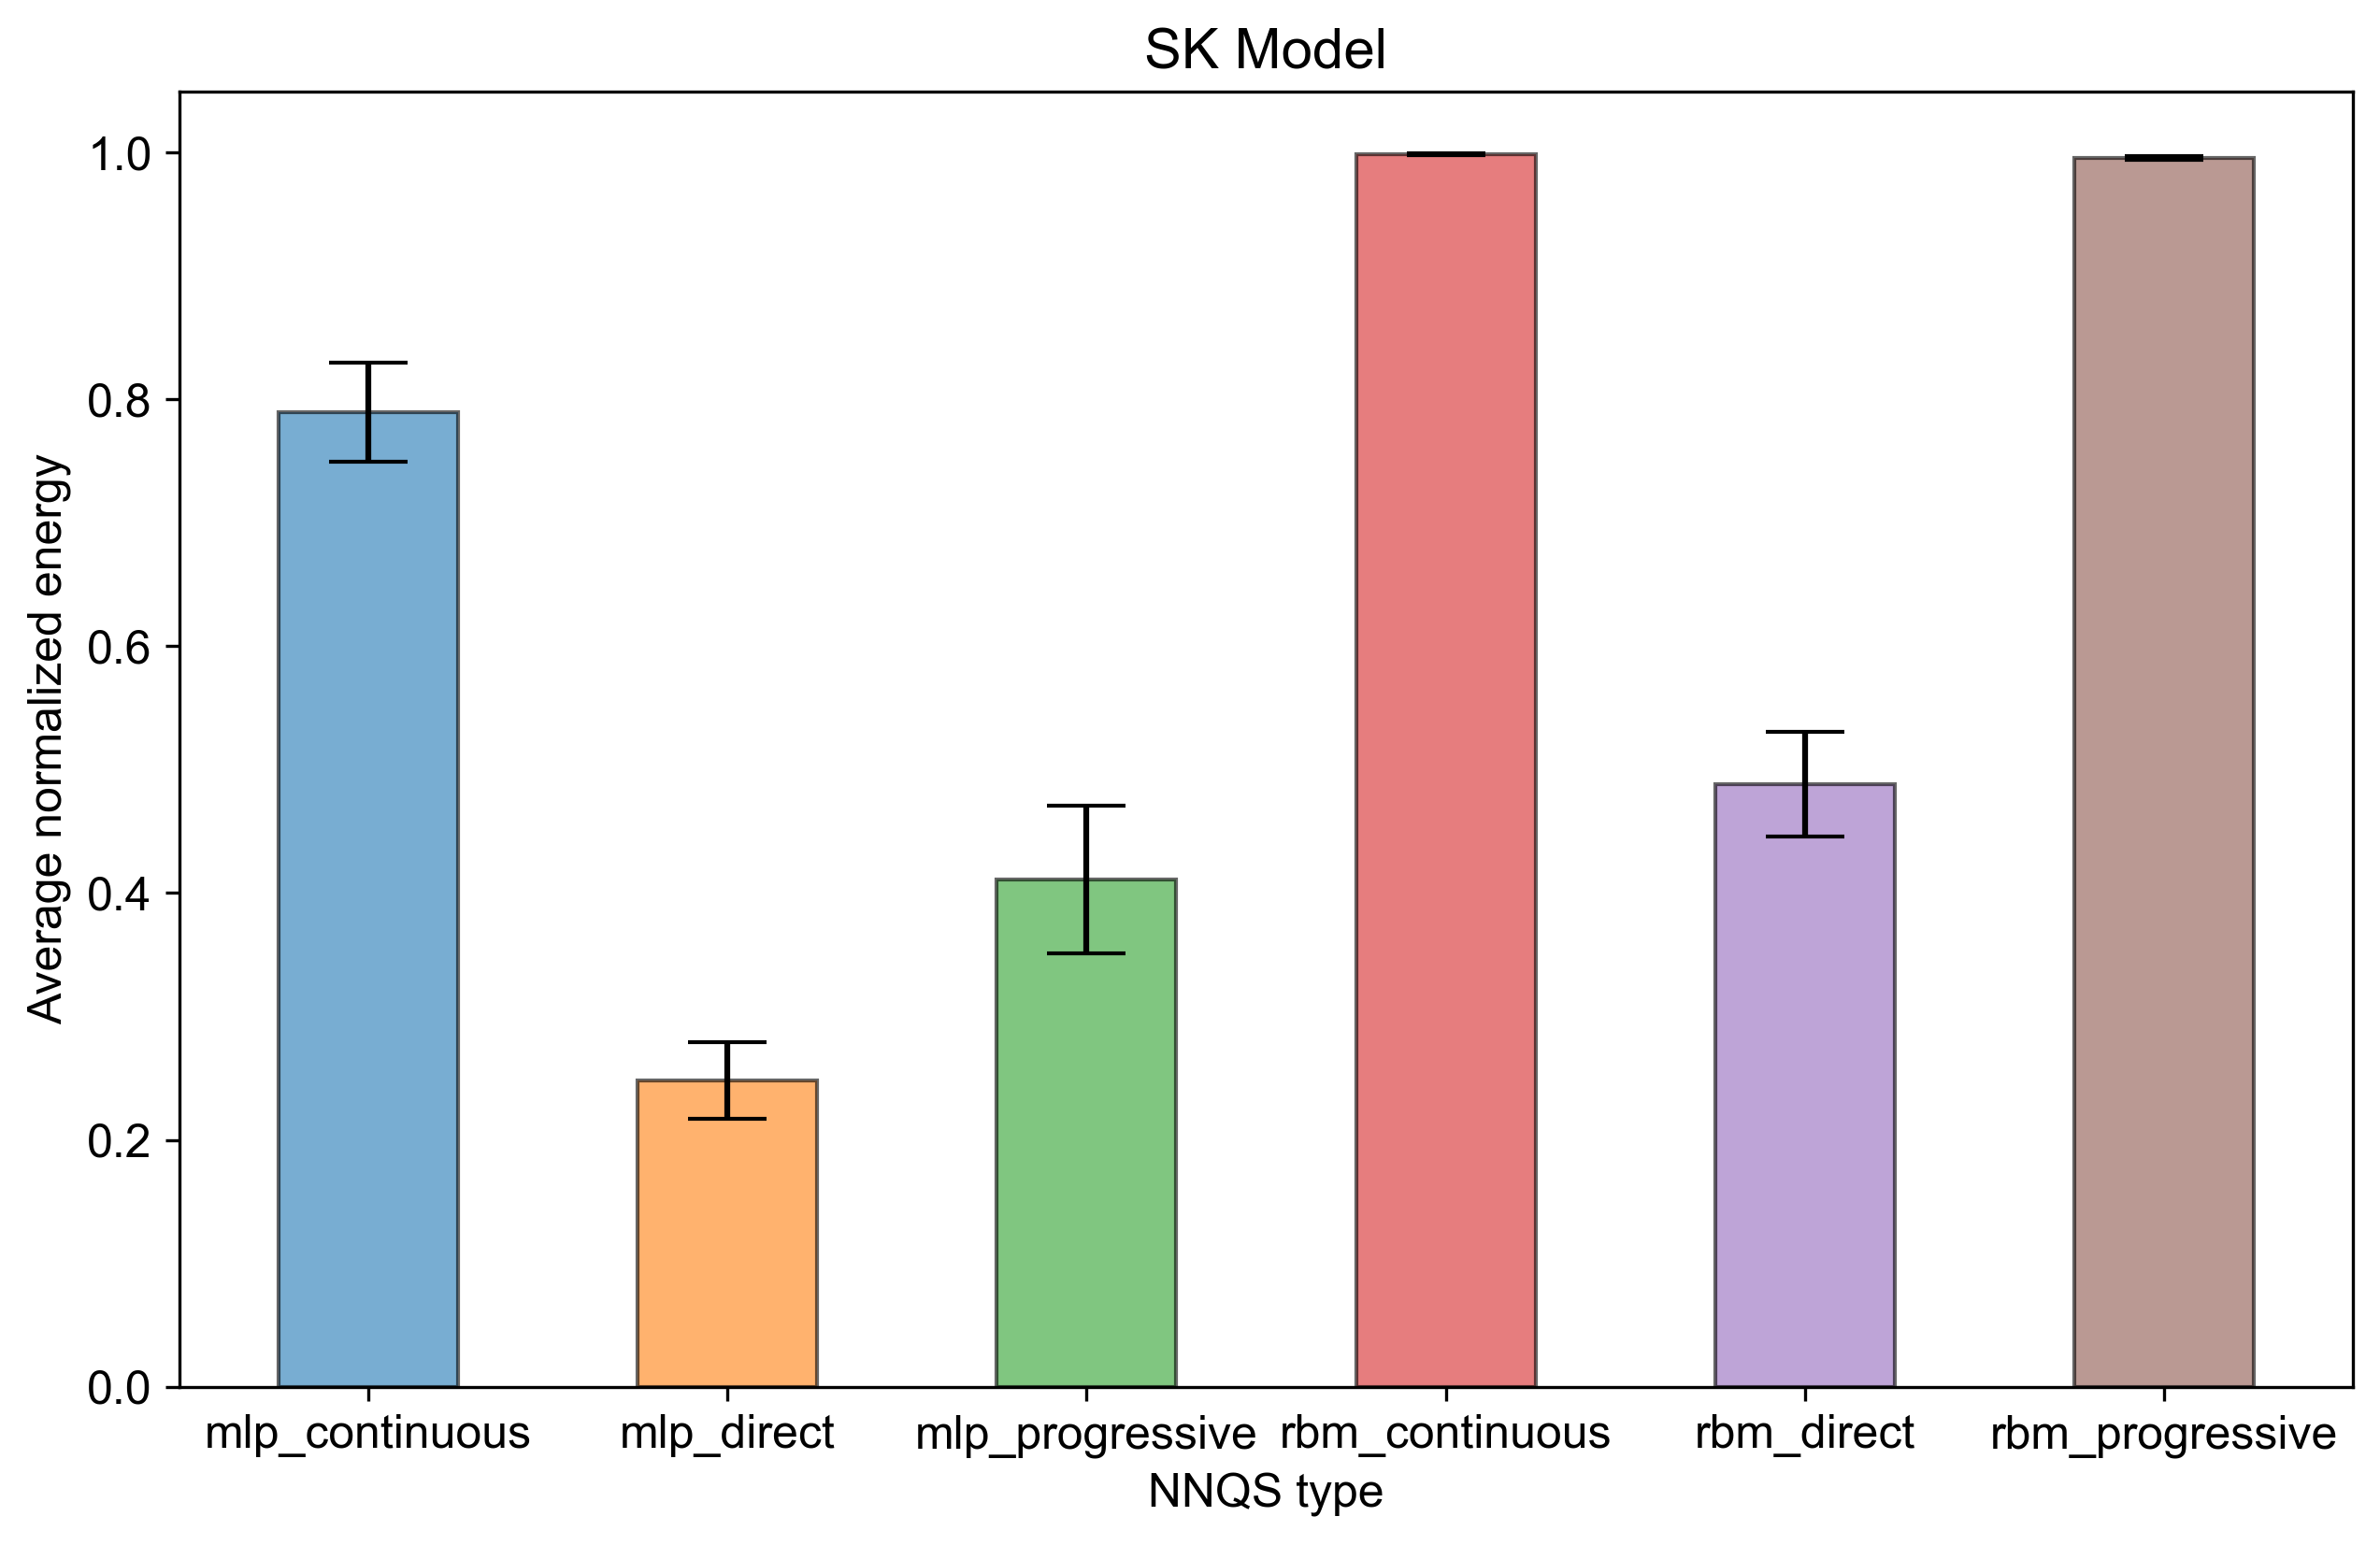 SK Model
Average normalized energy
1.0
0.8
0.6
0.4
0.2
0.0
mlp_continuous mlp_direct mlp_progressive rbm_continuous rbm_direct rbm_progressive
NNQS type